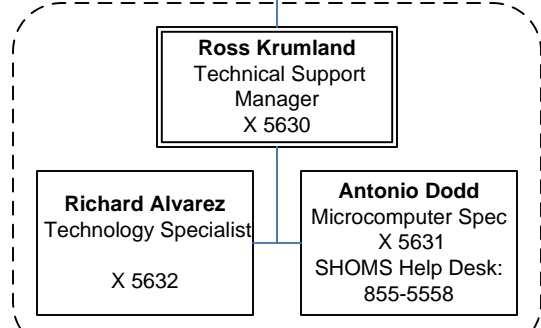 Ross Krumland
Technical Support
Manager
X 5630
Richard Alvarez
Technology Specialist
X 5632
Antonio Dodd
Microcomputer Spec
X 5631
SHOMS Help Desk:
855-5558